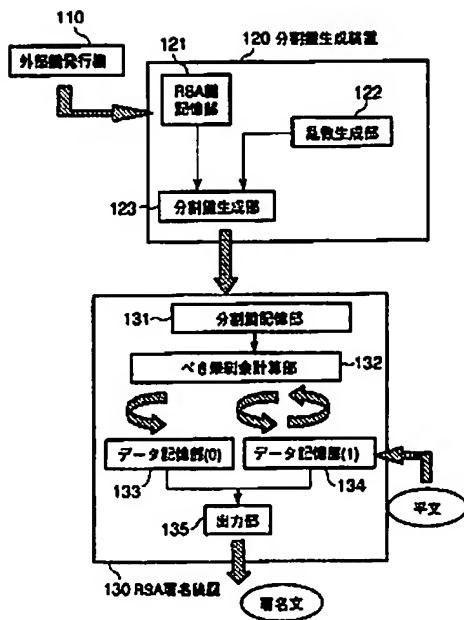 110
外部鍵発行機
120 分割鍵生成装置
121
RSA鍵
記憶部
122
乱数生成部
123
分割鍵生成部
131
分割鍵記憶部
べき乗剰余計算部
132
データ記憶部(0)
データ記憶部(1)
133
134
平文
135
出力部
130 RSA署名装置
署名文